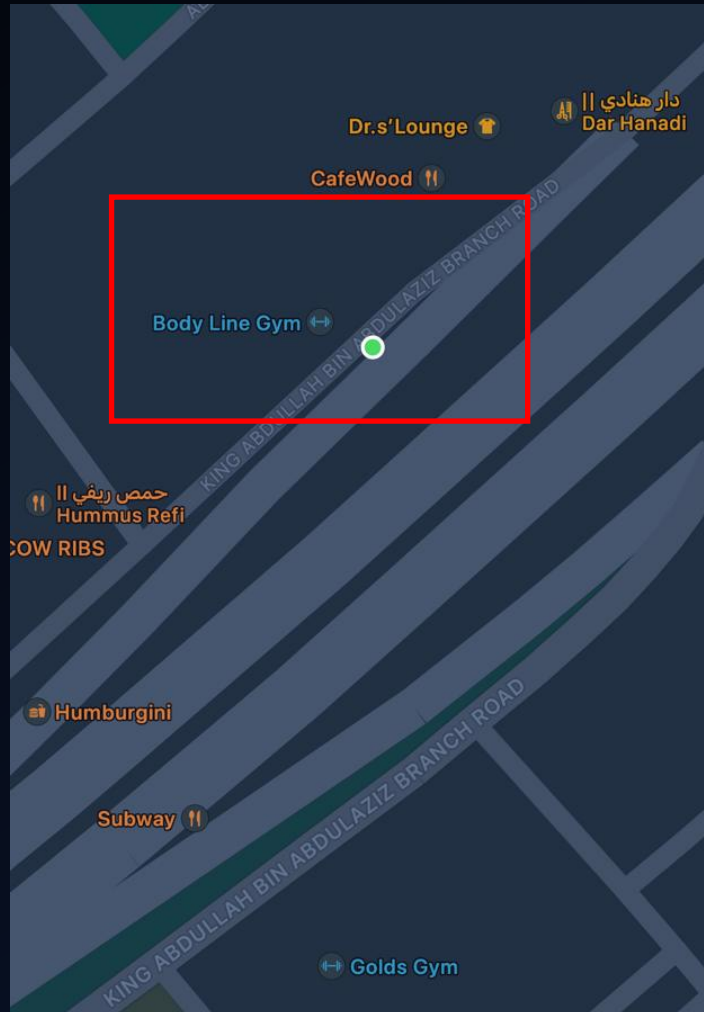 دار هنادي ||
Dar Hanadi
Dr.s'Lounge
CafeWood
KING ABDULLAH BIN ABDULAZIZ BRANCH ROAD
Body Line Gym
حمص ريفي ||
Hummus Refi
COW RIBS
Humburgini
KING ABDULLAH BIN ABDULAZIZ BRANCH ROAD
Subway
Golds Gym